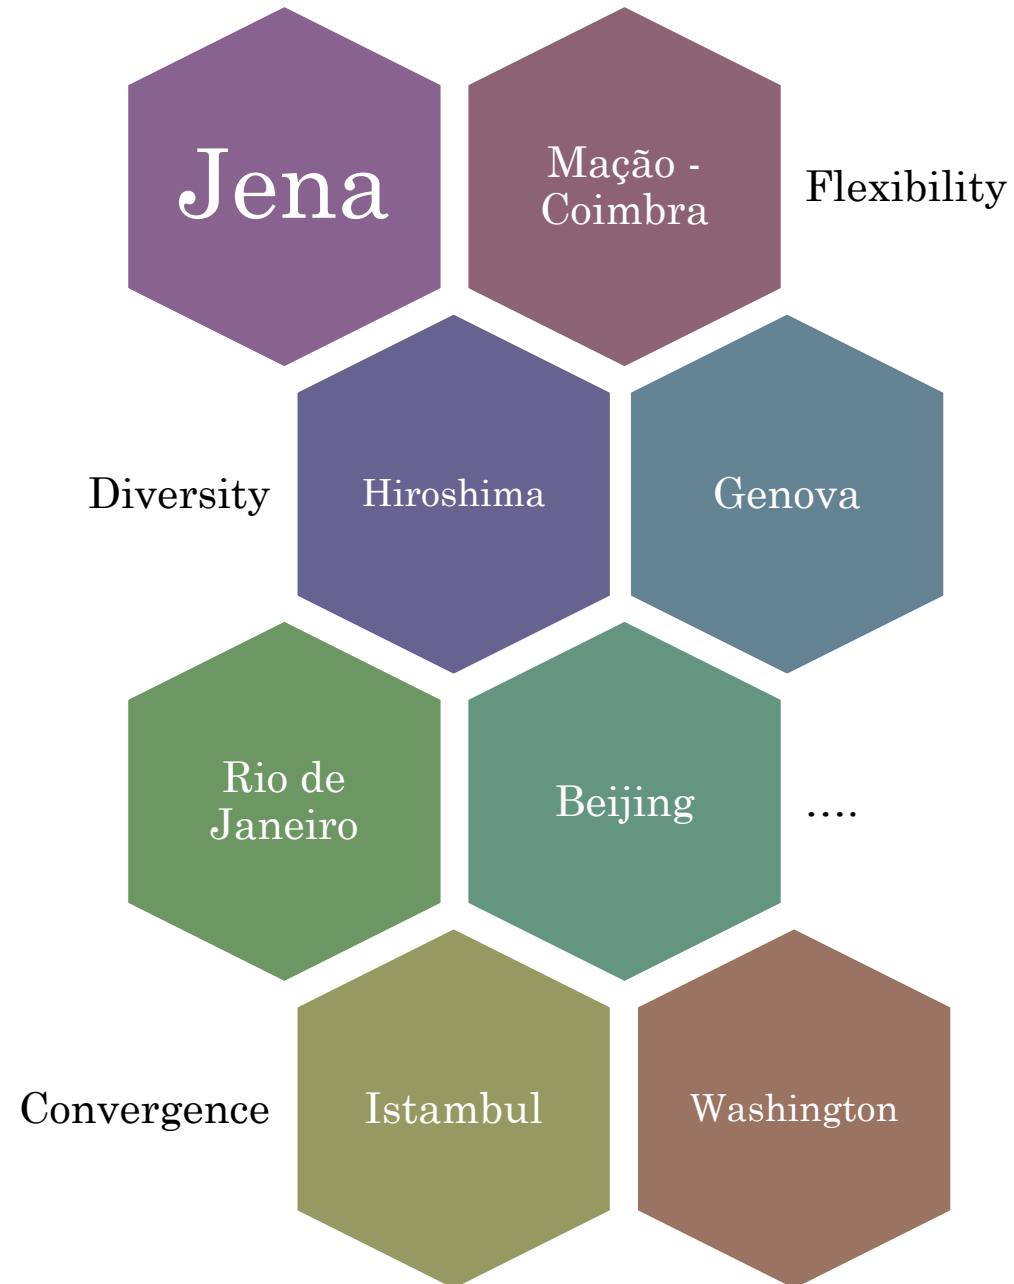 Jena
Mação -
Coimbra
Flexibility
Diversity
Hiroshima
Genova
Rio de
Janeiro
Beijing
....
Convergence
Istambul
Washington